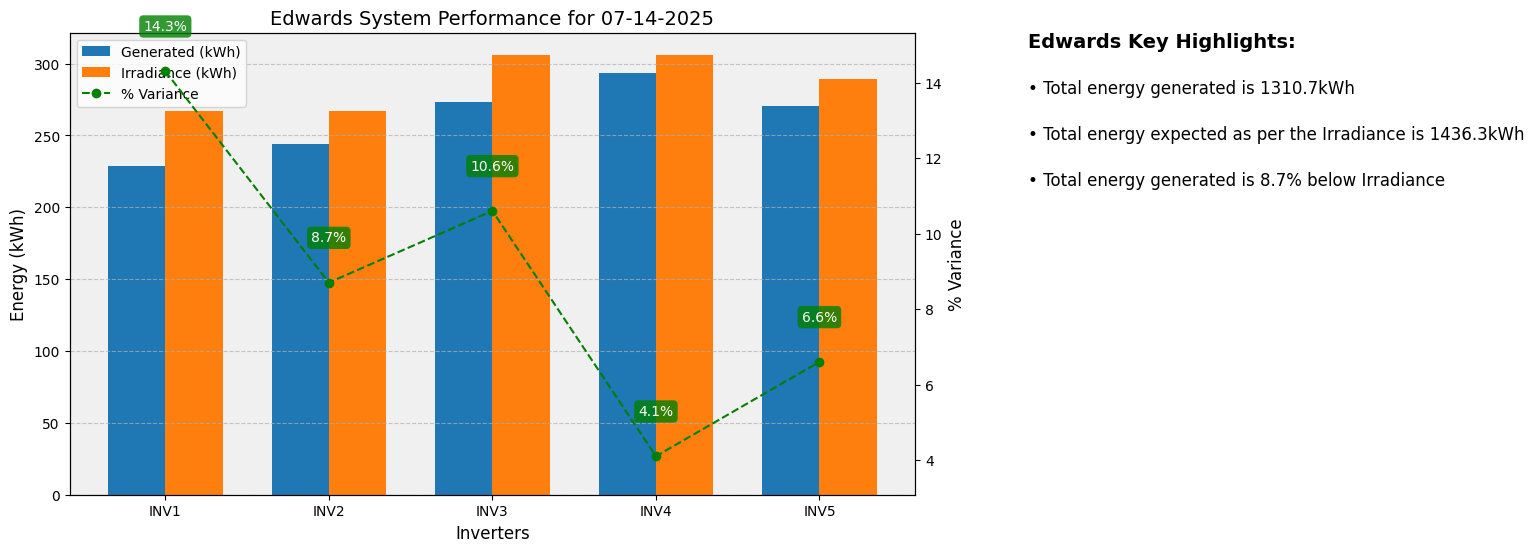 Edwards System Performance for 07-14-2025
Generated (kWh)
Irradiance (kWh)
% Variance
14.3%
8.7%
10.6%
4.1%
6.6%
Energy (kWh)
300
250
200
150
100
50
0
INV1 INV2 INV3 INV4 INV5
Inverters
14
12
10
8
6
4
% Variance
Edwards Key Highlights:
• Total energy generated is 1310.7kWh
• Total energy expected as per the Irradiance is 1436.3kWh
• Total energy generated is 8.7% below Irradiance